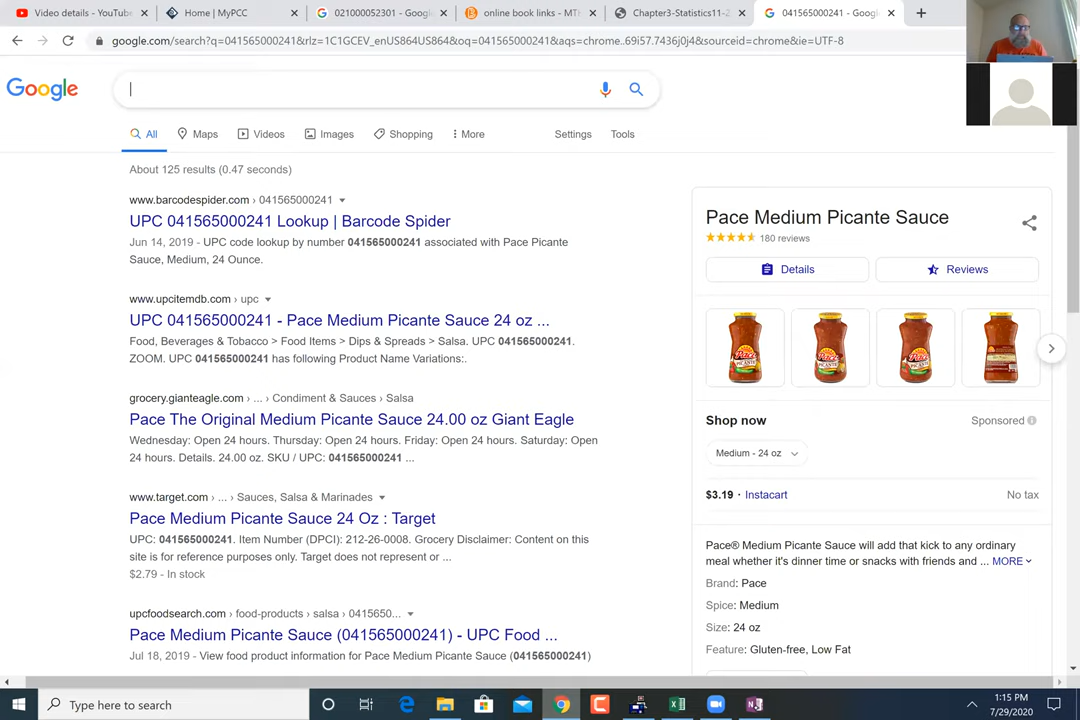 Video details - YouTube
Home | MyPCC
021000052301 - Google
online book links - MTH
Chapter3-Statistics11-2
041565000241 - Google
google.com/search?q=041565000241&rlz=1C1GCEV_enUS864US864&oq=041565000241&aqs=chrome..69i57.7436j0j4&sourceid=chrome&ie=UTF-8
Google
All
Maps
Videos
Images
Shopping
More
Settings
Tools
About 125 results (0.47 seconds)
www.barcodespider.com › 041565000241
UPC 041565000241 Lookup | Barcode Spider
Jun 14, 2019 - UPC code lookup by number 041565000241 associated with Pace Picante
Sauce, Medium, 24 Ounce.
www.upcitemdb.com › upc
UPC 041565000241 - Pace Medium Picante Sauce 24 oz ...
Food, Beverages & Tobacco > Food Items > Dips & Spreads > Salsa. UPC 041565000241.
ZOOM. UPC 041565000241 has following Product Name Variations:.
grocery.gianteagle.com › ... › Condiment & Sauces › Salsa
Pace The Original Medium Picante Sauce 24.00 oz Giant Eagle
Wednesday: Open 24 hours. Thursday: Open 24 hours. Friday: Open 24 hours. Saturday: Open
24 hours. Details. 24.00 oz. SKU / UPC: 041565000241 ...
www.target.com › ... › Sauces, Salsa & Marinades
Pace Medium Picante Sauce 24 Oz : Target
UPC: 041565000241. Item Number (DPCI): 212-26-0008. Grocery Disclaimer: Content on this
site is for reference purposes only. Target does not represent or ...
$2.79 - In stock
upcfoodsearch.com › food-products › salsa › 0415650...
Pace Medium Picante Sauce (041565000241) - UPC Food ...
Jul 18, 2019 - View food product information for Pace Medium Picante Sauce (041565000241)
Pace Medium Picante Sauce
180 reviews
Details
Reviews
Pace
PICANTE
Shop now
Sponsored
Medium - 24 oz
$3.19 · Instacart
No tax
Pace® Medium Picante Sauce will add that kick to any ordinary
meal whether it's dinner time or snacks with friends and ... MORE
Brand: Pace
Spice: Medium
Size: 24 oz
Feature: Gluten-free, Low Fat
Type here to search
1:15 PM
7/29/2020